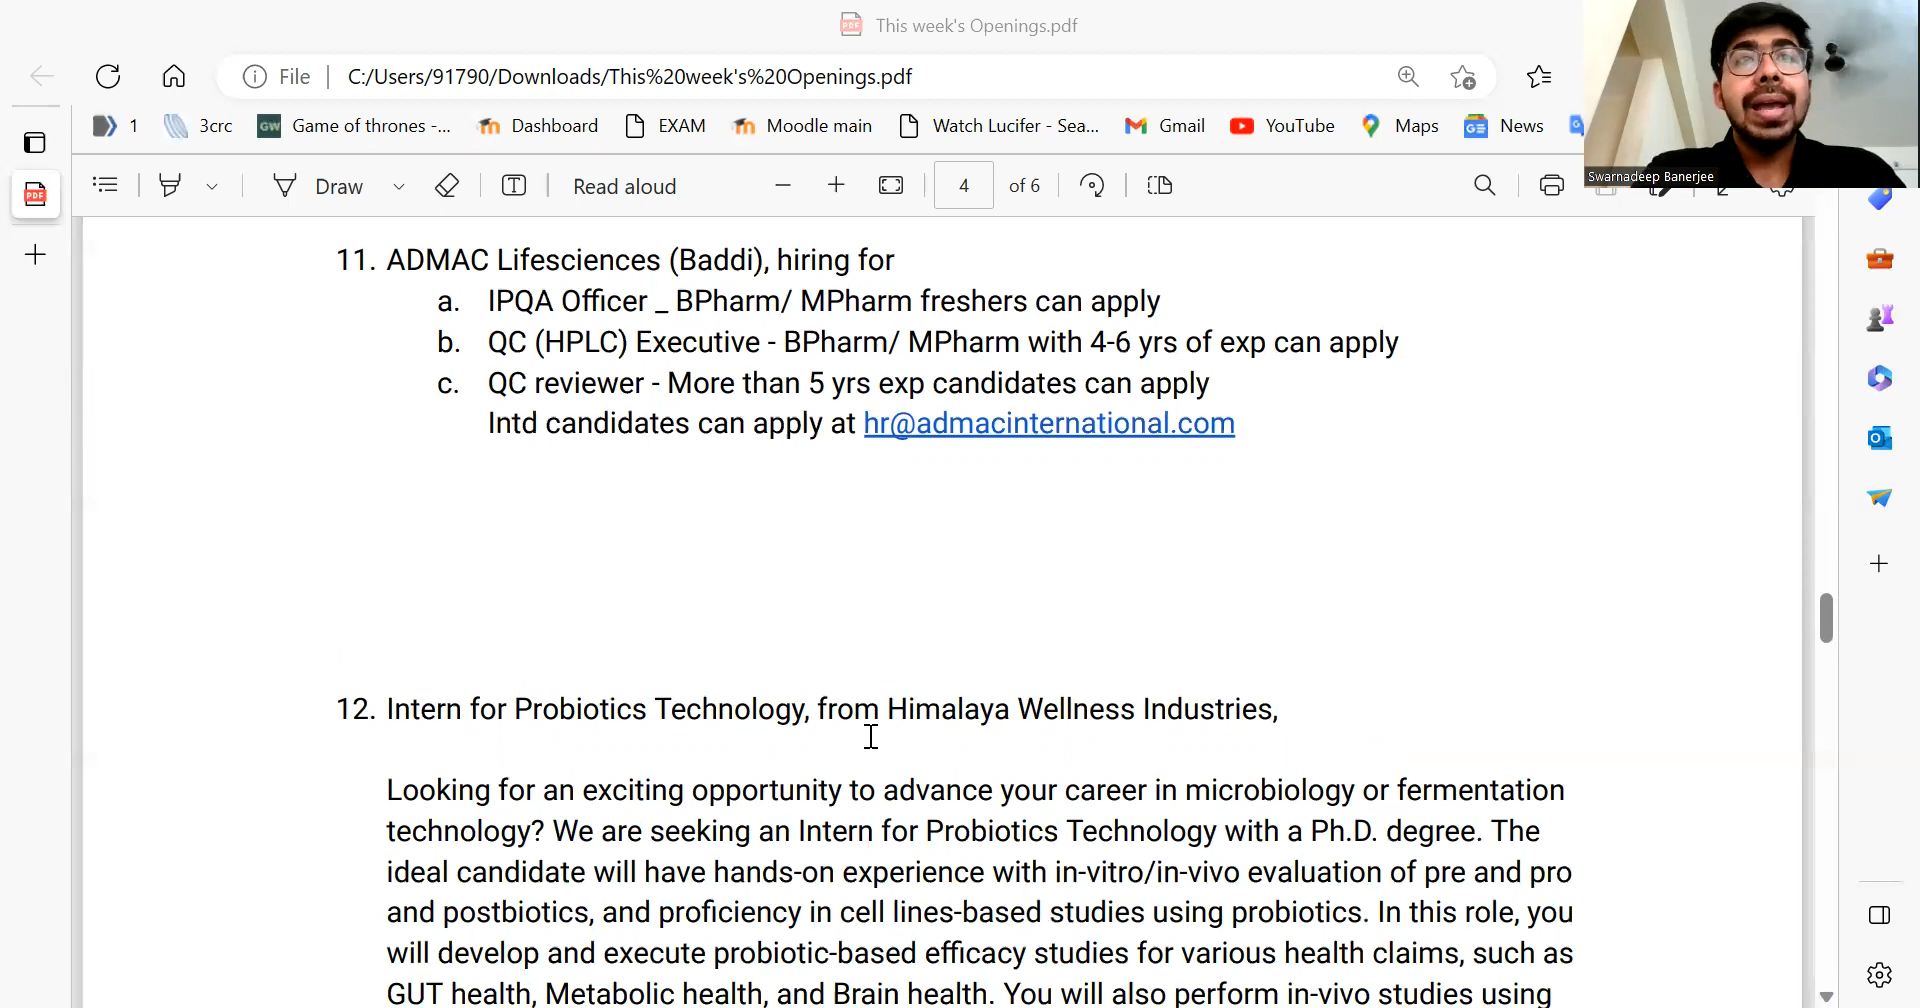 This week's Openings.pdf
File
C:/Users/91790/Downloads/This%20week's%20Openings.pdf
1
3crc
GW
Game of thrones -...
Dashboard
EXAM
Moodle main
Watch Lucifer - Sea...
Gmail
YouTube
Maps
GE
News
PDF
Draw
Read aloud
4
of 6
Swarnadeep Banerjee
11. ADMAC Lifesciences (Baddi), hiring for
a. IPQA Officer _ BPharm/ MPharm freshers can apply
b. QC (HPLC) Executive - BPharm/ MPharm with 4-6 yrs of exp can apply
c. QC reviewer - More than 5 yrs exp candidates can apply
Intd candidates can apply at hr@admacinternational.com
12. Intern for Probiotics Technology, from Himalaya Wellness Industries,
Looking for an exciting opportunity to advance your career in microbiology or fermentation
technology? We are seeking an Intern for Probiotics Technology with a Ph.D. degree. The
ideal candidate will have hands-on experience with in-vitro/in-vivo evaluation of pre and pro
and postbiotics, and proficiency in cell lines-based studies using probiotics. In this role, you
will develop and execute probiotic-based efficacy studies for various health claims, such as
GUT health, Metabolic health, and Brain health. You will also perform in-vivo studies using